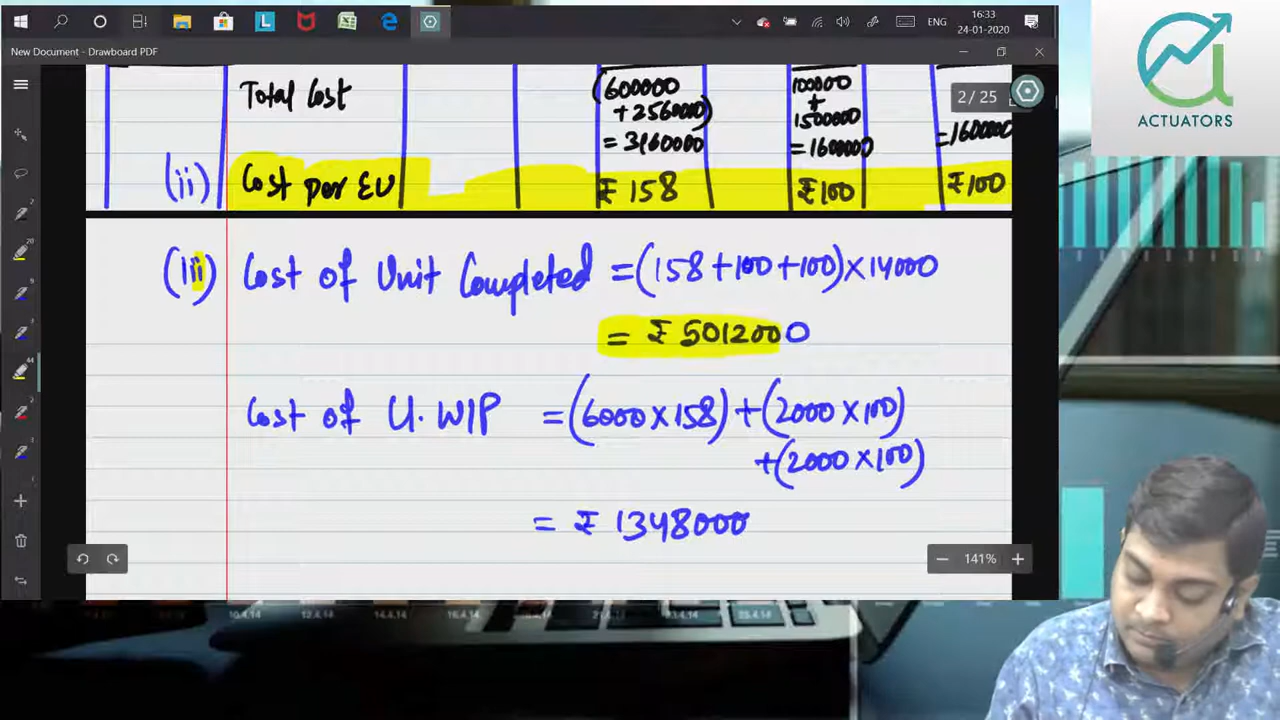 16:33
ENG
24-01-2020
New Document - Drawboard PDF
2 / 25
Total Cost
(600000
+2560000)
= 3160000
100000
+
1500000
= 1600000
= 1600000
(ii) Cost per EU ₹ 158 ₹ 100 ₹ 100
(iii) Cost of Unit Completed = (158 + 100 + 100) × 14000
= ₹ 5012000
Cost of U. WIP = (6000 × 158) + (2000 × 100)
+ (2000 × 100)
= ₹ 1348000
141%
ACTUATORS